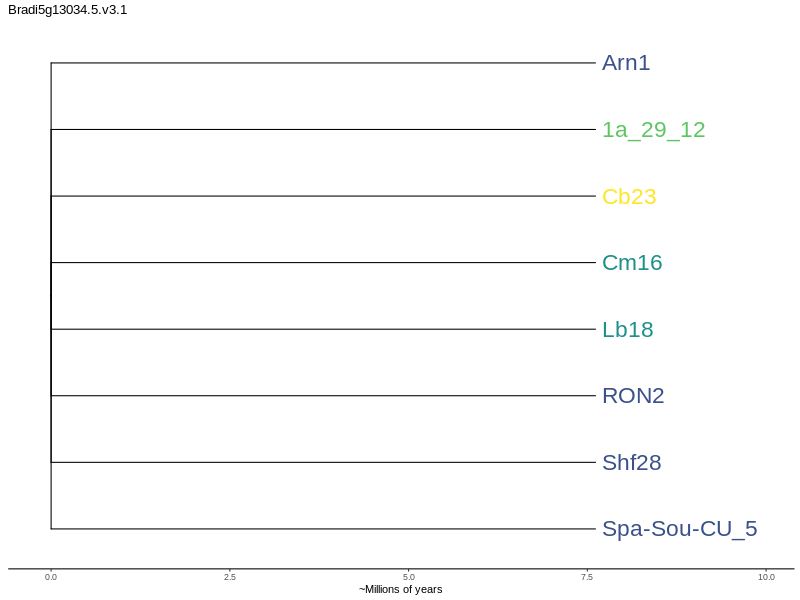 Bradi5g13034.5.v3.1
Arn1
1a_29_12
Cb23
Cm16
Lb18
RON2
Shf28
Spa-Sou-CU_5
0.0 2.5 5.0 7.5 10.0
~Millions of years